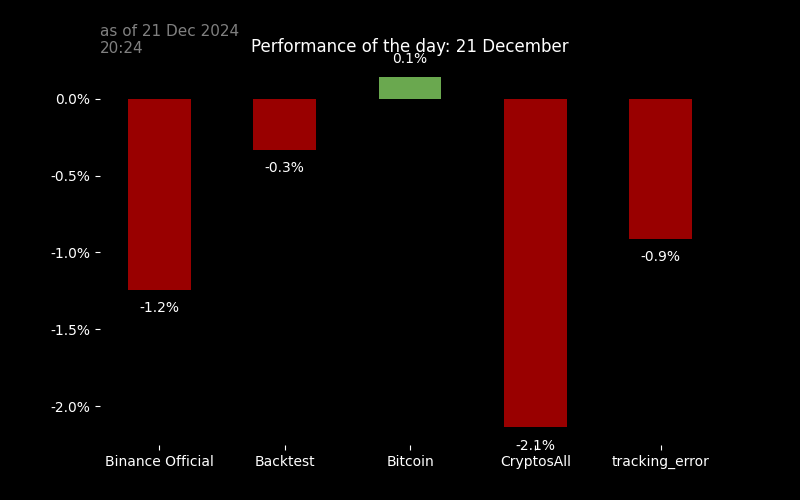 as of 21 Dec 2024
20:24
Performance of the day: 21 December
0.1%
0.0%
-0.5%
-1.0%
-1.5%
-2.0%
-1.2%
-0.3%
-2.1%
-0.9%
Binance Official
Backtest
Bitcoin
CryptosAll
tracking_error